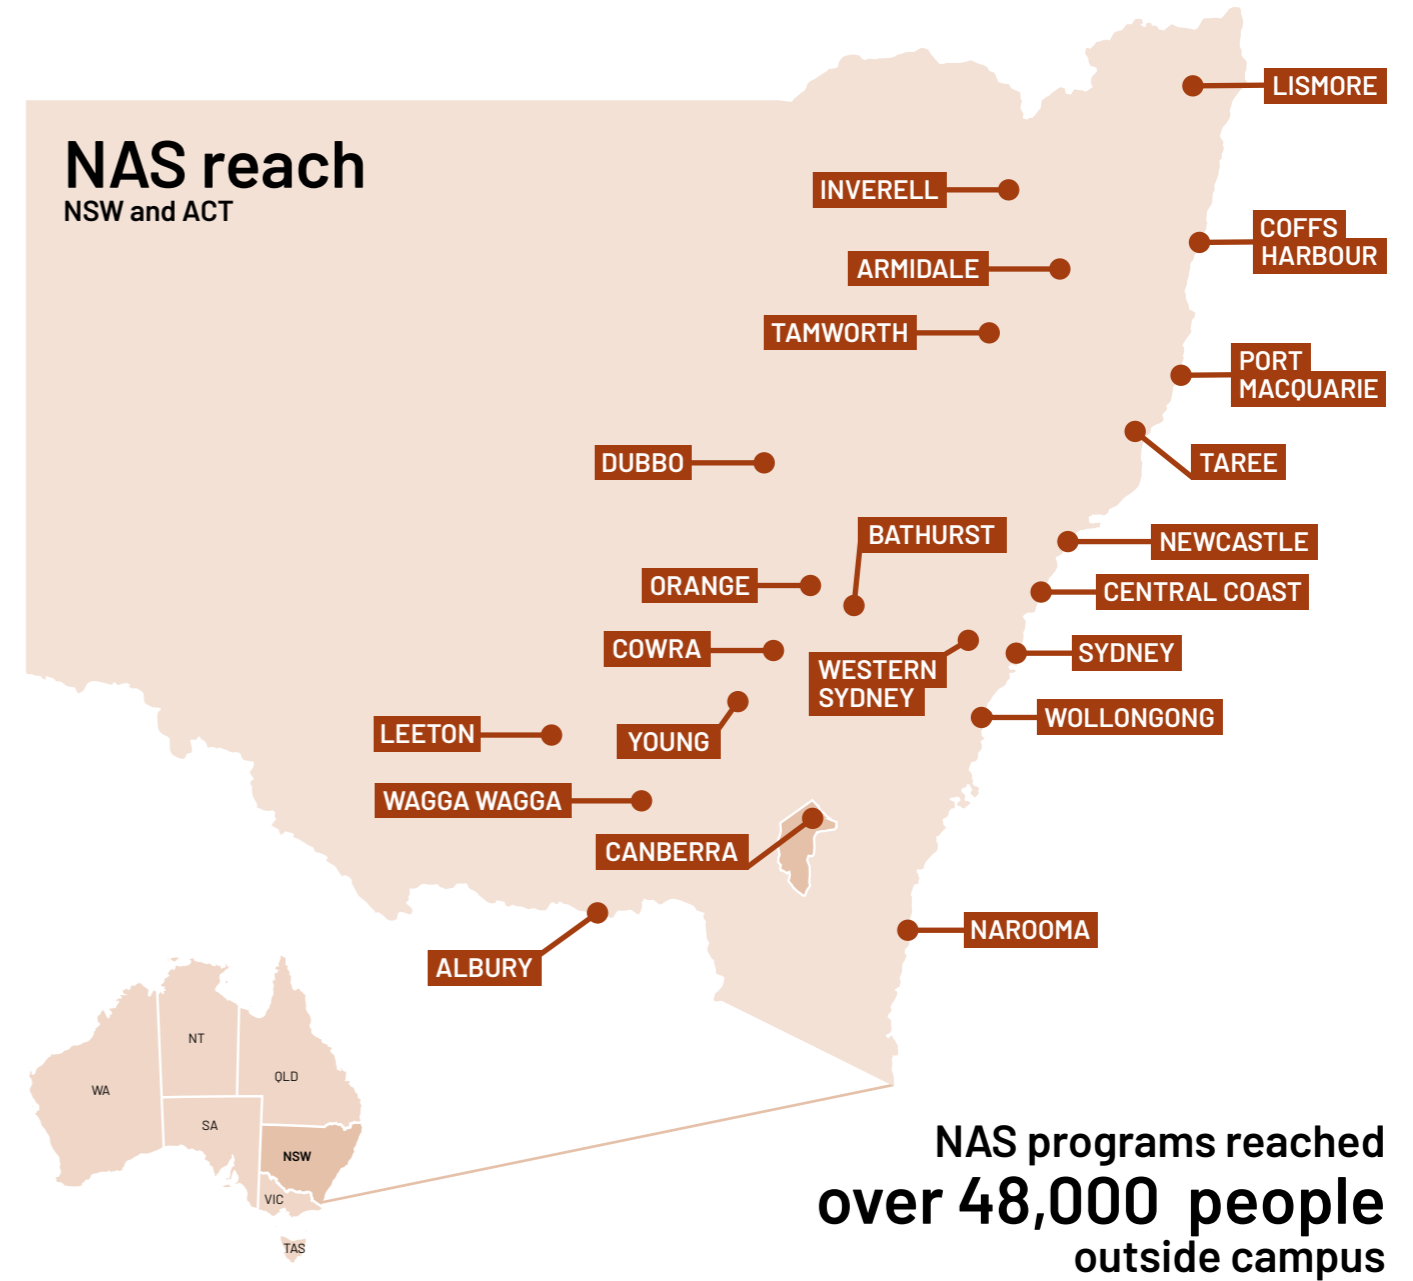 NAS reach
NSW and ACT
LISMORE
INVERELL
COFFS
HARBOUR
ARMIDALE
TAMWORTH
PORT
MACQUARIE
TAREE
DUBBO
BATHURST
NEWCASTLE
ORANGE
CENTRAL COAST
COWRA
WESTERN
SYDNEY
SYDNEY
WOLLONGONG
LEETON
YOUNG
WAGGA WAGGA
CANBERRA
NAROOMA
ALBURY
NT
QLD
WA
SA
NSW
VIC
TAS
NAS programs reached
over 48,000 people
outside campus